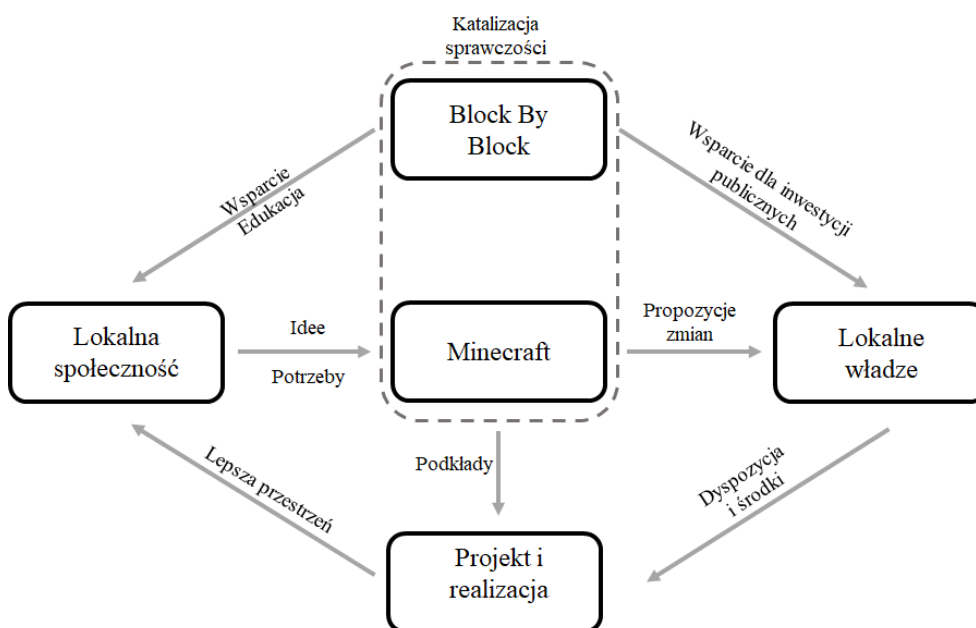 Katalizacja
sprawczości
Block By
Block
Wsparcie
Edukacja
Wsparcie dla inwestycji
publicznych
Lokalna
społeczność
Idee
Potrzeby
Minecraft
Propozycje
zmian
Lokalne
władze
Podkłady
Lepsza przestrzeń
Dyspozycja
i środki
Projekt i
realizacja